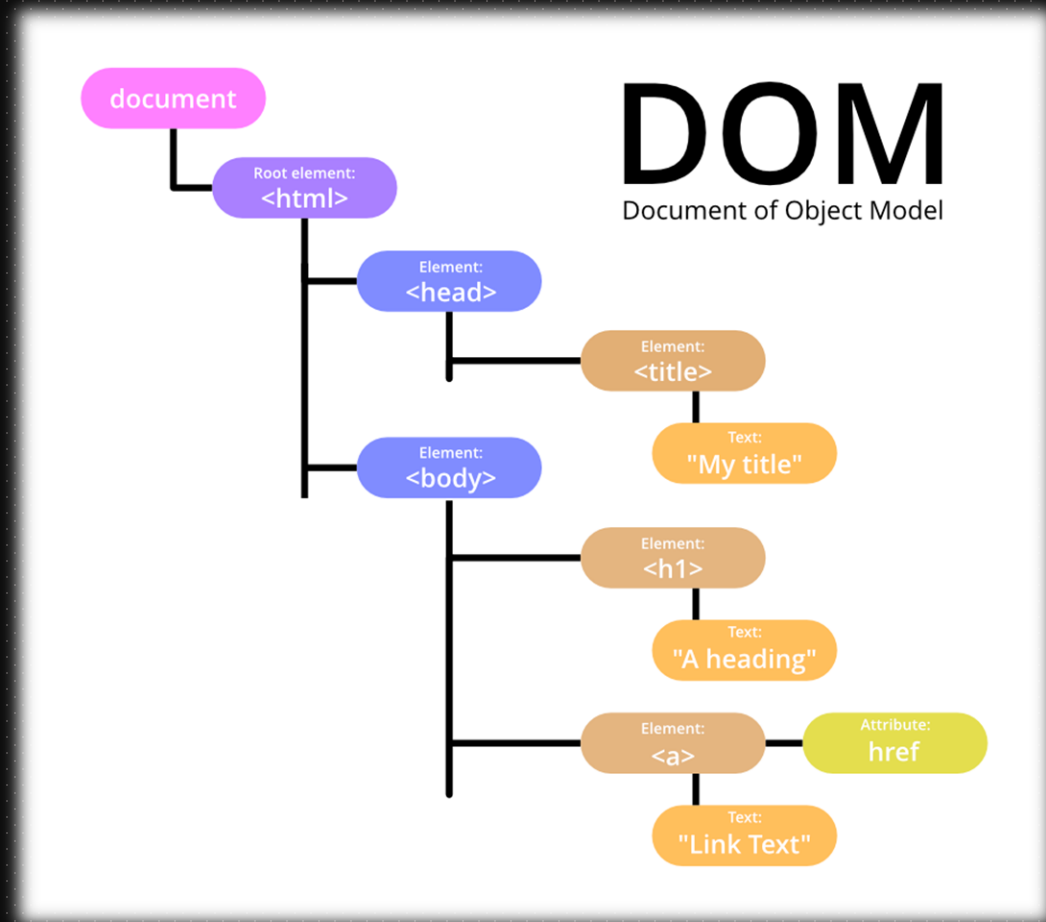 document
DOM
Document of Object Model
Root element:
<html>
Element:
<head>
Element:
<title>
Text:
"My title"
Element:
<body>
Element:
<h1>
Text:
"A heading"
Element:
<a>
Attribute:
href
Text:
"Link Text"